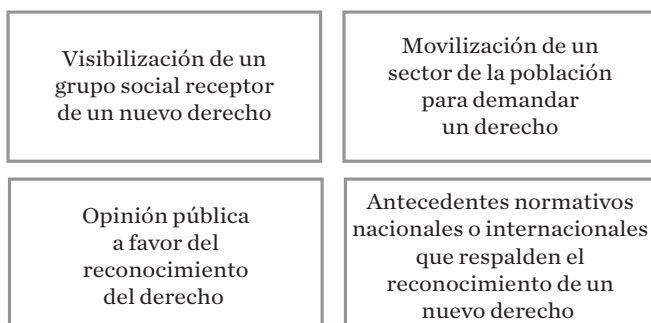 Visibilización de un
grupo social receptor
de un nuevo derecho
Movilización de un
sector de la población
para demandar
un derecho
Opinión pública
a favor del
reconocimiento
del derecho
Antecedentes normativos
nacionales o internacionales
que respalden el
reconocimiento de un
nuevo derecho